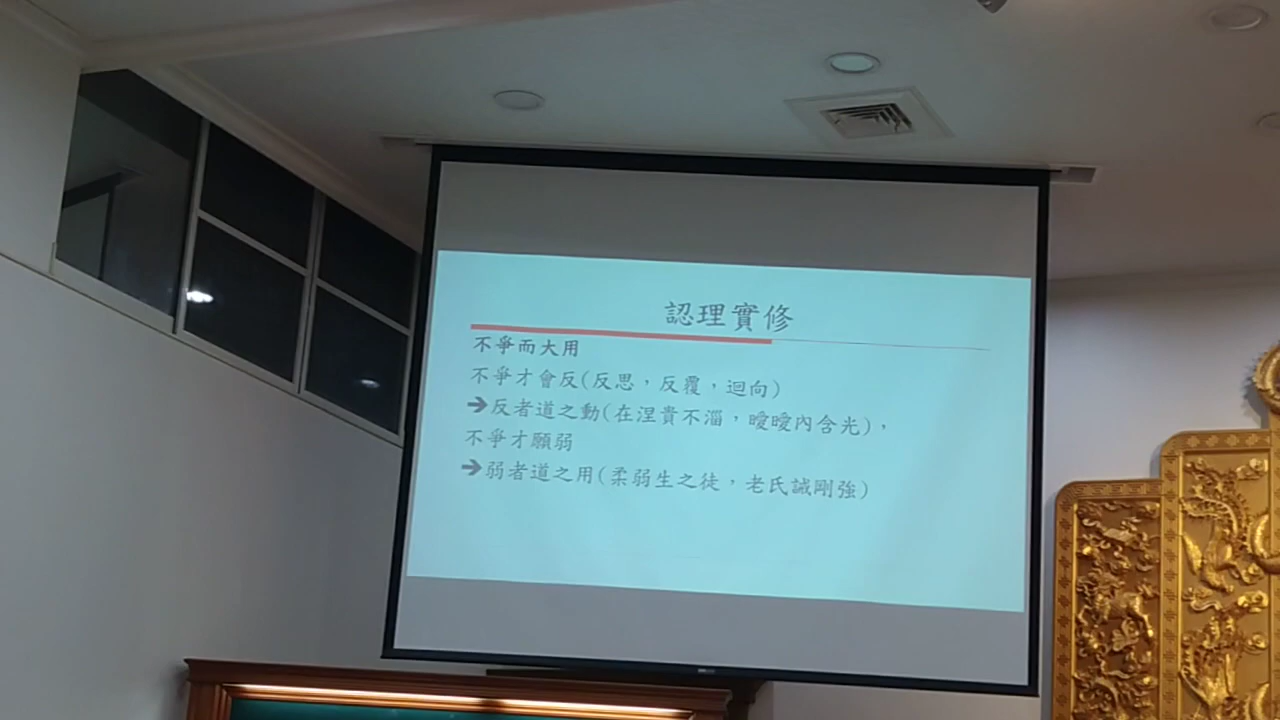 認理實修
不爭而大用
不爭才會反(反思，反覆，迴向)
➔反者道之動(在涅貴不淄，曖曖內含光)，
不爭才願弱
➔弱者道之用(柔弱生之徒，老氏誡剛強)